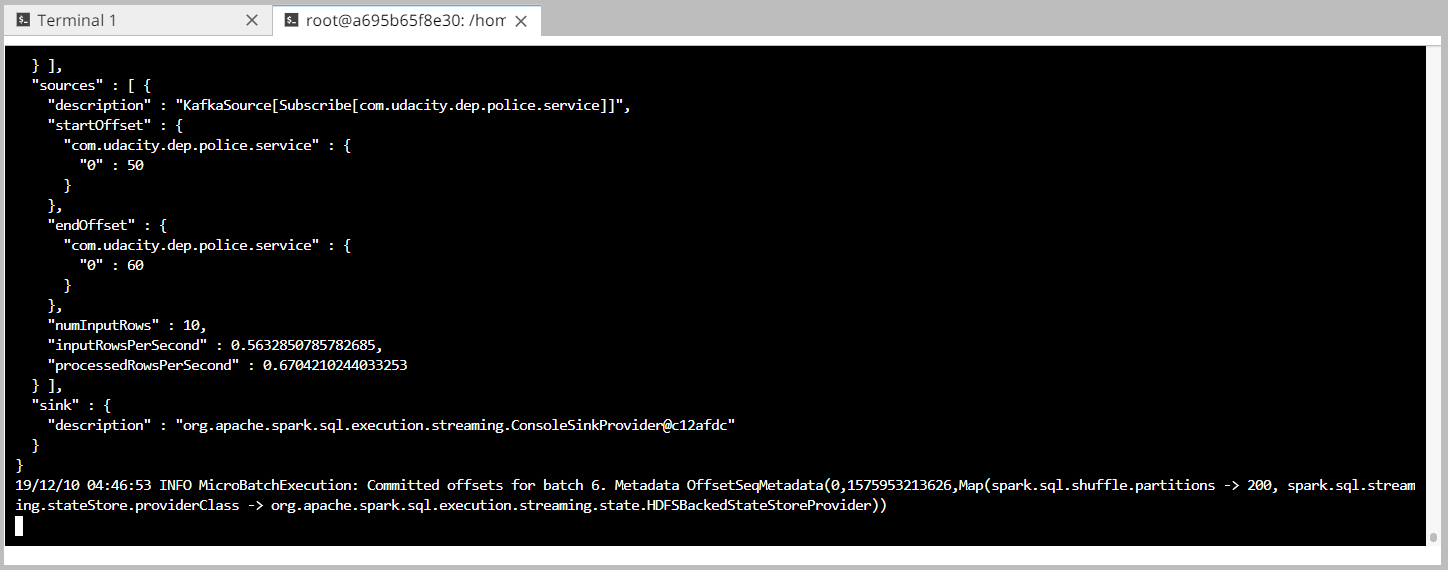 Terminal 1
root@a695b65f8e30: /hom
} ],
"sources" : [ {
"description" : "KafkaSource[Subscribe[com.udacity.dep.police.service]]",
"startOffset" : {
"com.udacity.dep.police.service" : {
"0" : 50
}
},
"endOffset" : {
"com.udacity.dep.police.service" : {
"0" : 60
}
},
"numInputRows" : 10,
"inputRowsPerSecond" : 0.5632850785782685,
"processedRowsPerSecond" : 0.6704210244033253
} ],
"sink" : {
"description" : "org.apache.spark.sql.execution.streaming.ConsoleSinkProvider@c12afdc"
}
}
19/12/10 04:46:53 INFO MicroBatchExecution: Committed offsets for batch 6. Metadata OffsetSeqMetadata(0,1575953213626,Map(spark.sql.shuffle.partitions -> 200, spark.sql.stream
ing.stateStore.providerClass -> org.apache.spark.sql.execution.streaming.state.HDFSBackedStateStoreProvider))